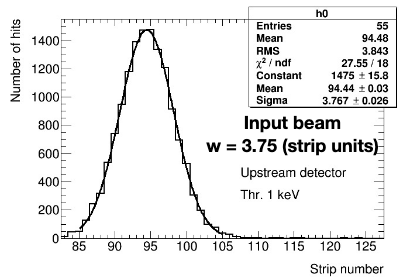 h0
Entries 55
Mean 94.48
RMS 3.843
χ² / ndf 27.55 / 18
Constant 1475 ± 15.8
Mean 94.44 ± 0.03
Sigma 3.767 ± 0.026
Number of hits
1400
1200
1000
800
600
400
200
0
Input beam
w = 3.75 (strip units)
Upstream detector
Thr. 1 keV
85 90 95 100 105 110 115 120 125
Strip number